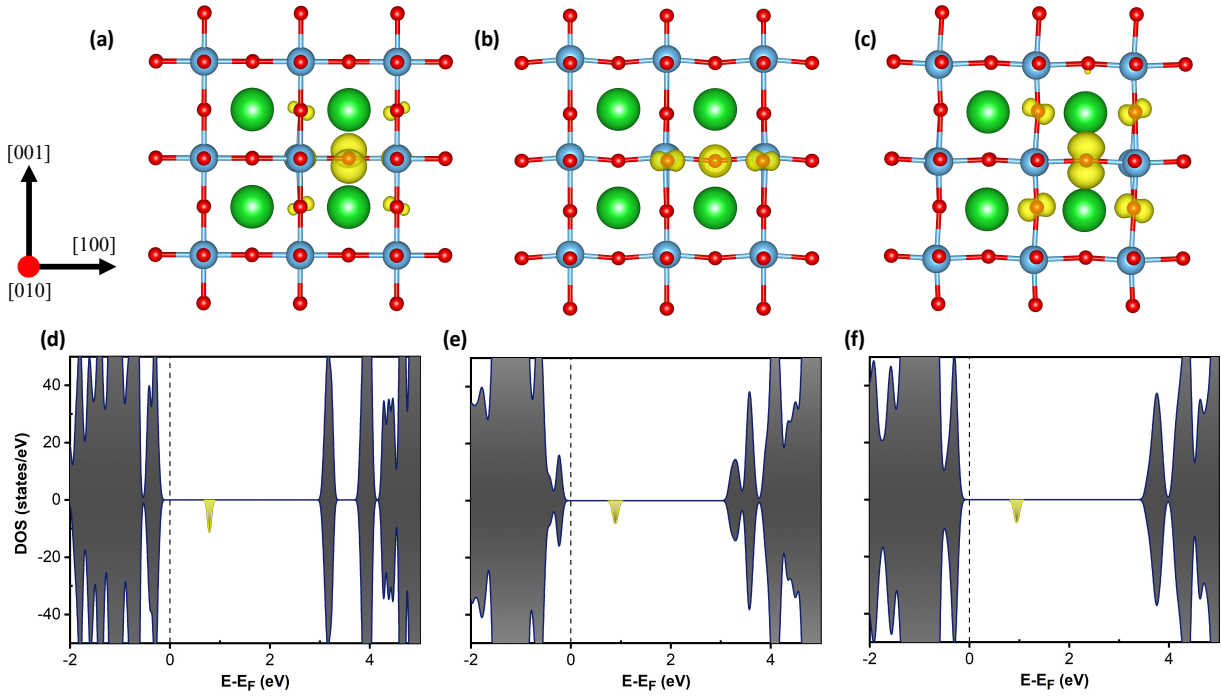 (a)
(b)
(c)
[001]
[100]
[010]
(d)
(e)
(f)
DOS (states/eV)
40
20
0
-20
-40
-2 0 2 4
-2 0 2 4
-2 0 2 4
E-E_F (eV)
E-E_F (eV)
E-E_F (eV)